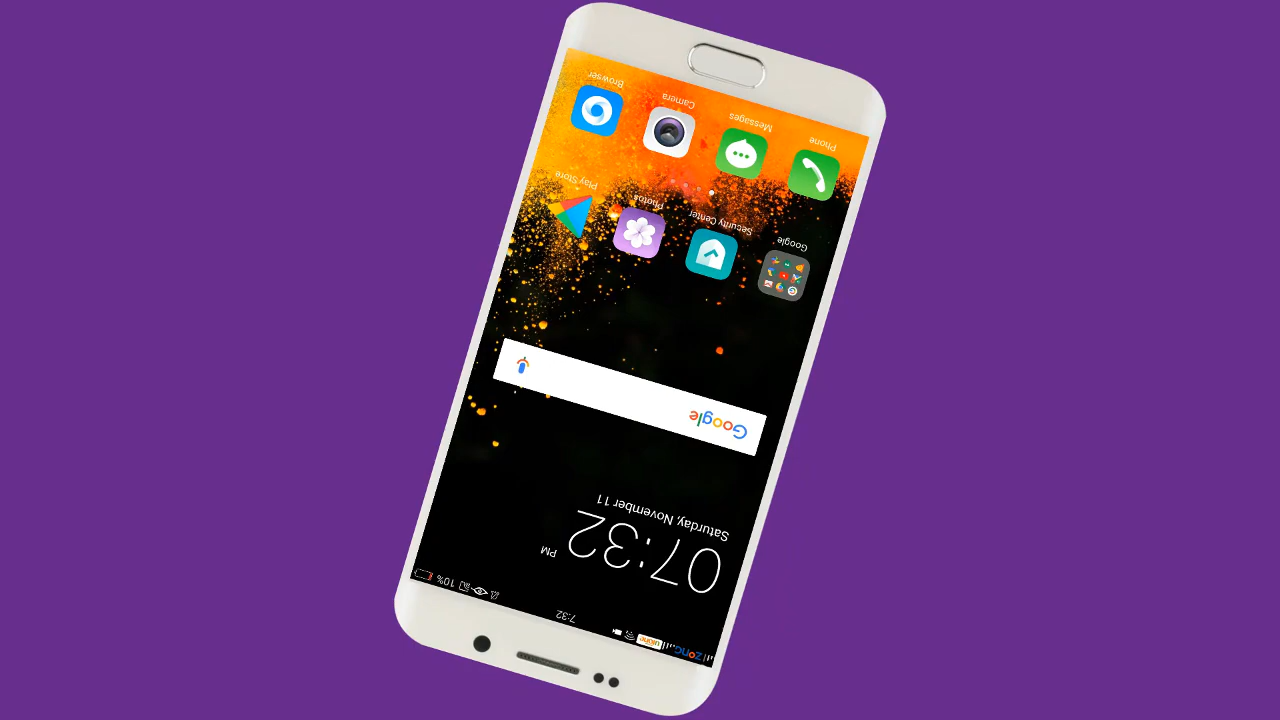 zong ufone 7:32 10%
07:32 PM
Saturday, November 11
Google
Google Security Center Photos Play Store
Phone Messages Camera Browser